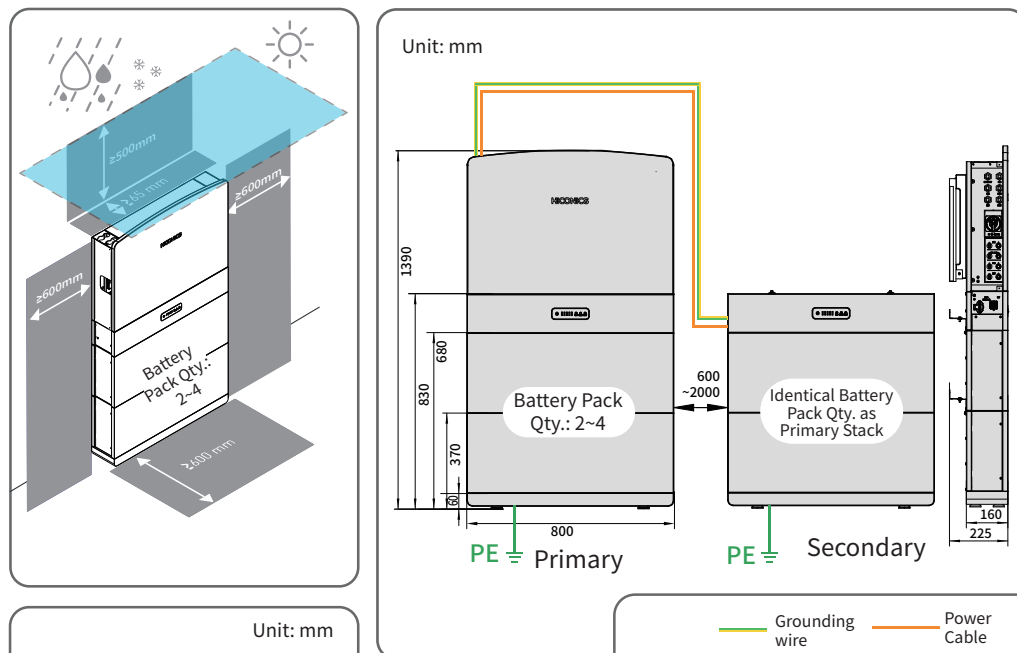 ≥500mm
≥65 mm
≥600mm
≥600mm
HICONICS
Battery
Pack Qty.:
2~4
≥600 mm
Unit: mm
Unit: mm
HICONICS
1390
830
680
370
60
800
Battery Pack
Qty.: 2~4
600
~2000
Identical Battery
Pack Qty. as
Primary Stack
160
225
PE
Primary
PE
Secondary
Grounding
wire
Power
Cable